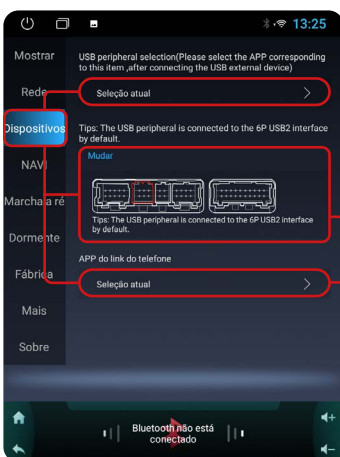 13:25
Mostrar
Rede
Dispositivos
NAVI
Marcha a ré
Dormente
Fábrica
Mais
Sobre
USB peripheral selection(Please select the APP corresponding
to this item ,after connecting the USB external device)
Seleção atual
Tips: The USB peripheral is connected to the 6P USB2 interface
by default.
Mudar
Tips: The USB peripheral is connected to the 6P USB2 interface
by default.
APP do link do telefone
Seleção atual
Bluetooth não está
conectado